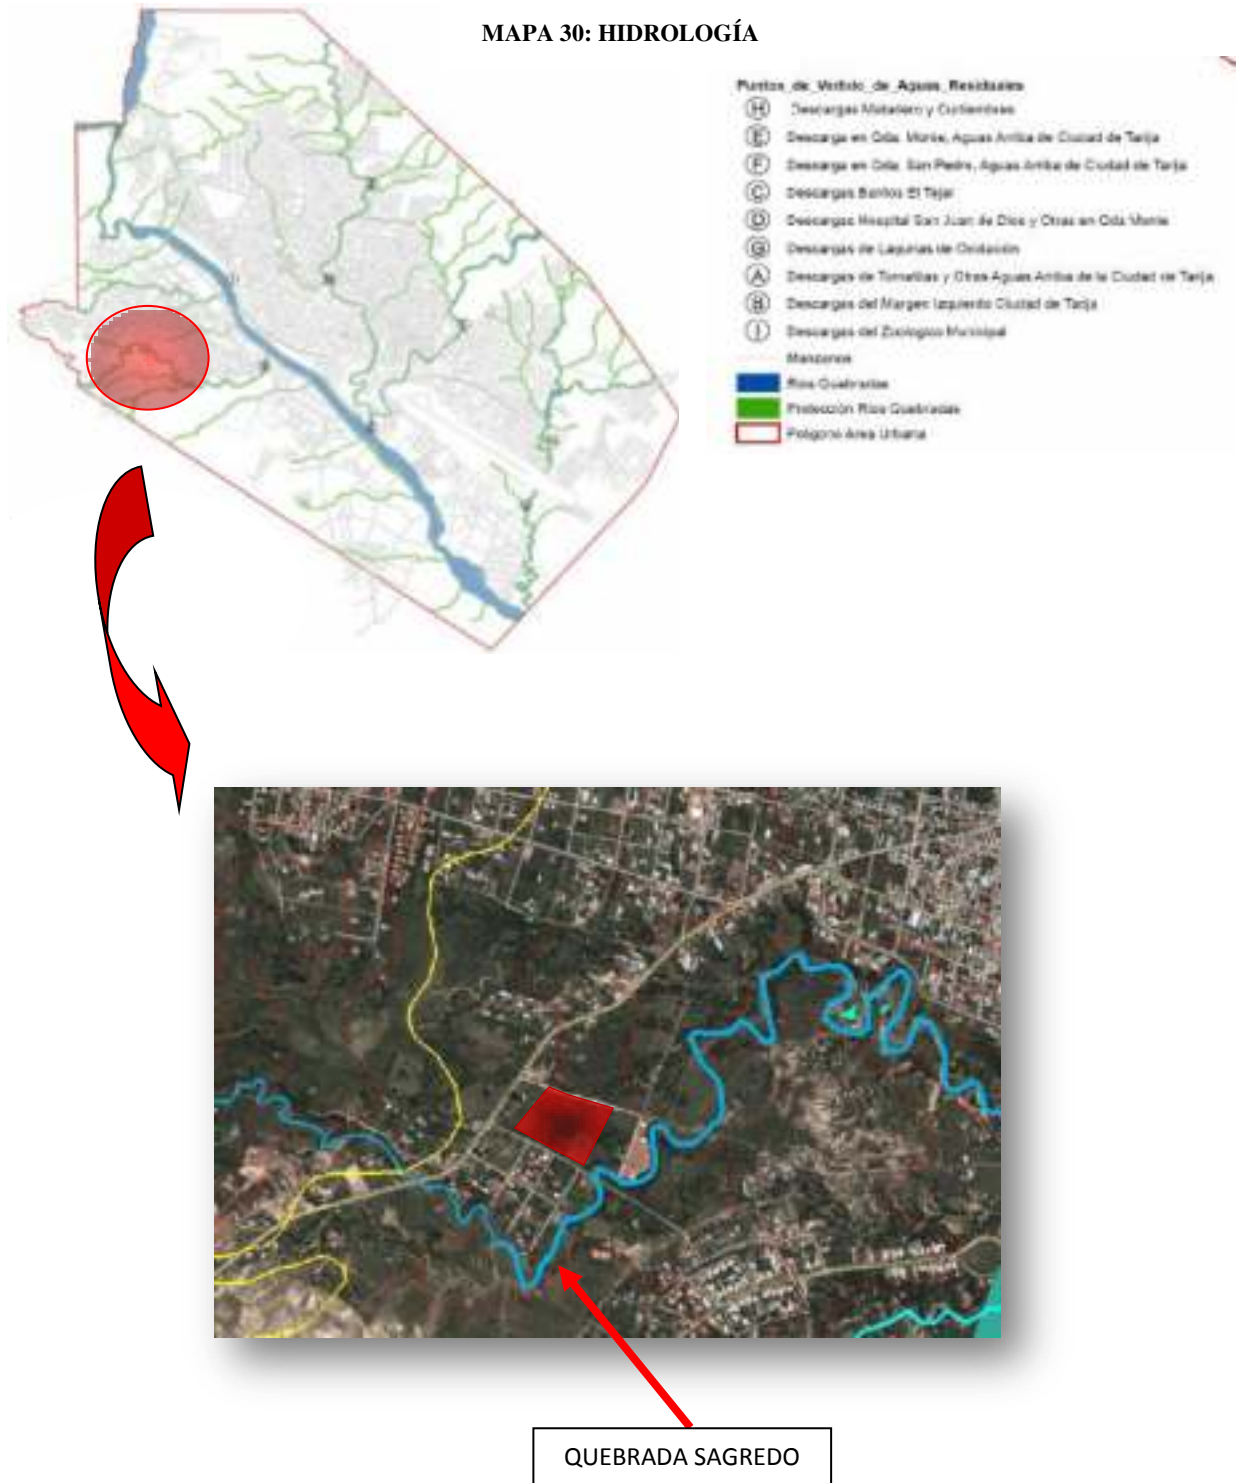 MAPA 30: HIDROLOGÍA
Puntos_de_Vertido_de_Aguas_Residuales
H Descargas Matadero y Curtiembres
E Descarga en Qda. Monte, Aguas Arriba de Ciudad de Tarija
F Descarga en Qda. San Pedro, Aguas Arriba de Ciudad de Tarija
C Descargas Barrios El Tejar
D Descargas Hospital San Juan de Dios y Otras en Qda Monte
G Descargas de Lagunas de Oxidación
A Descargas de Tomatitas y Otras Aguas Arriba de la Ciudad de Tarija
B Descargas del Margen Izquierdo Ciudad de Tarija
I Descargas del Zoologico Municipal
Manzanos
Rios Quebradas
Protección Rios Quebradas
Poligono Area Urbana
QUEBRADA SAGREDO